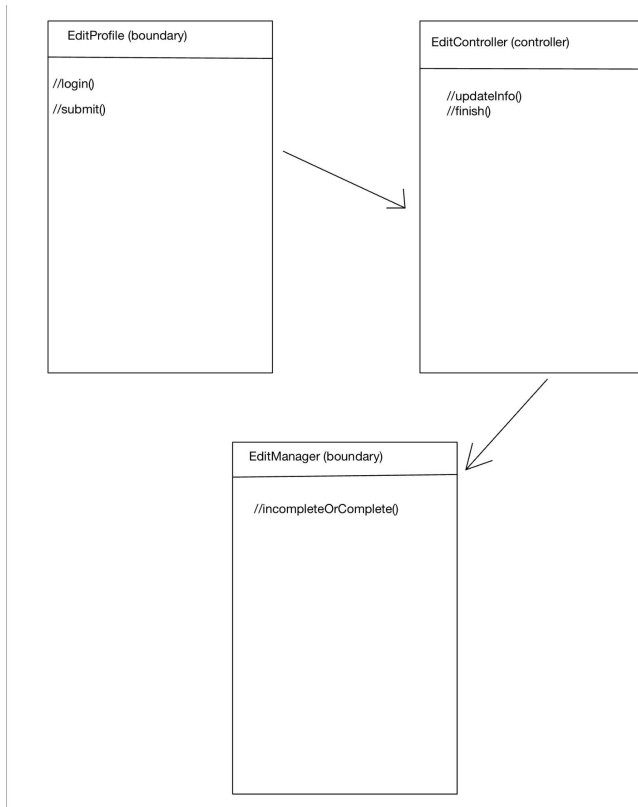 EditProfile (boundary)
//login()
//submit()
EditController (controller)
//updateInfo()
//finish()
EditManager (boundary)
//incompleteOrComplete()